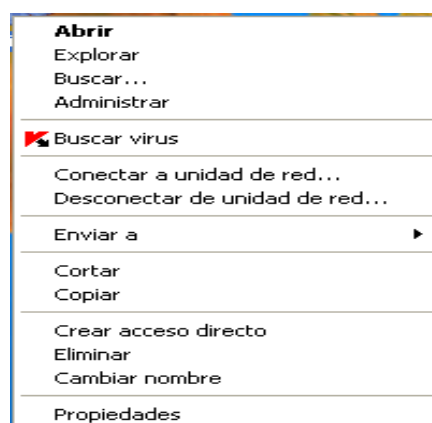 Abrir
Explorar
Buscar...
Administrar
Buscar virus
Conectar a unidad de red...
Desconectar de unidad de red...
Enviar a
Cortar
Copiar
Crear acceso directo
Eliminar
Cambiar nombre
Propiedades